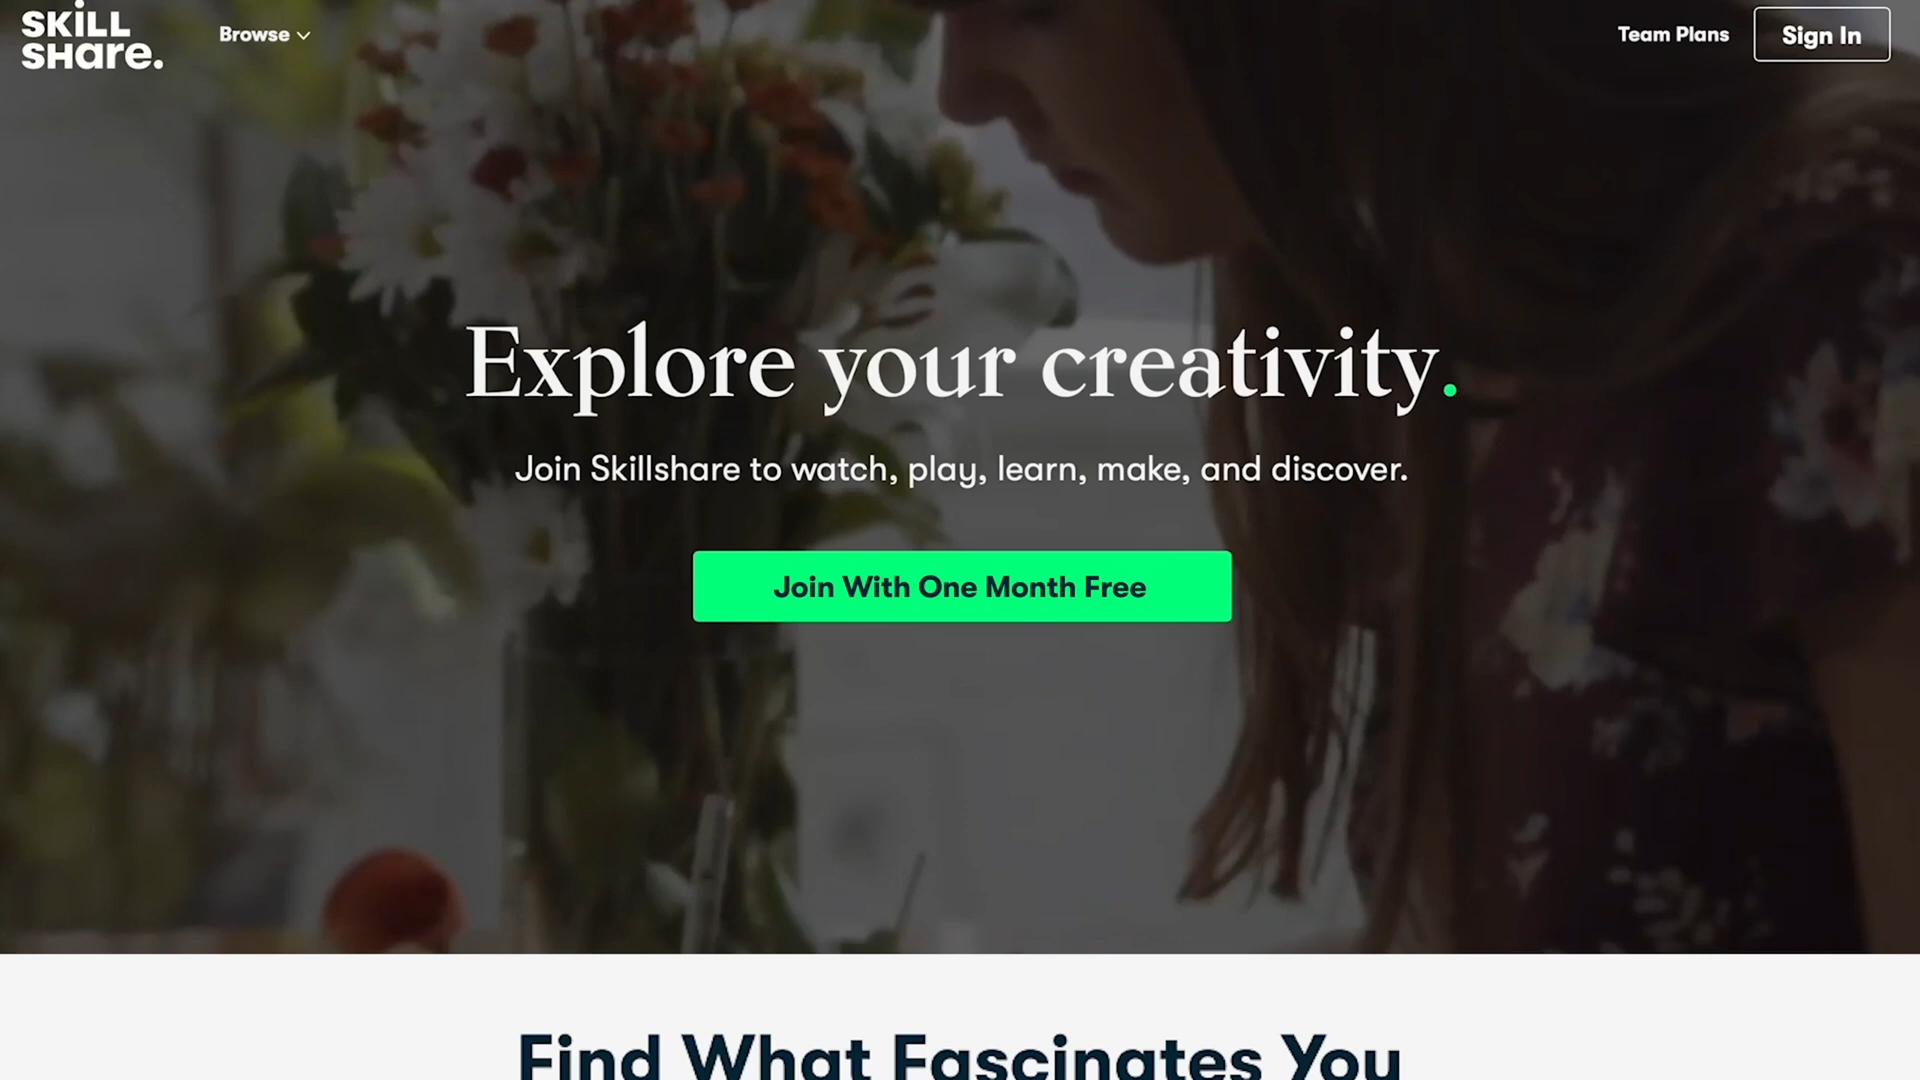 SKiLL
SHare.
Browse
Team Plans
Sign In
Explore your creativity.
Join Skillshare to watch, play, learn, make, and discover.
Join With One Month Free
Find What Fascinates You